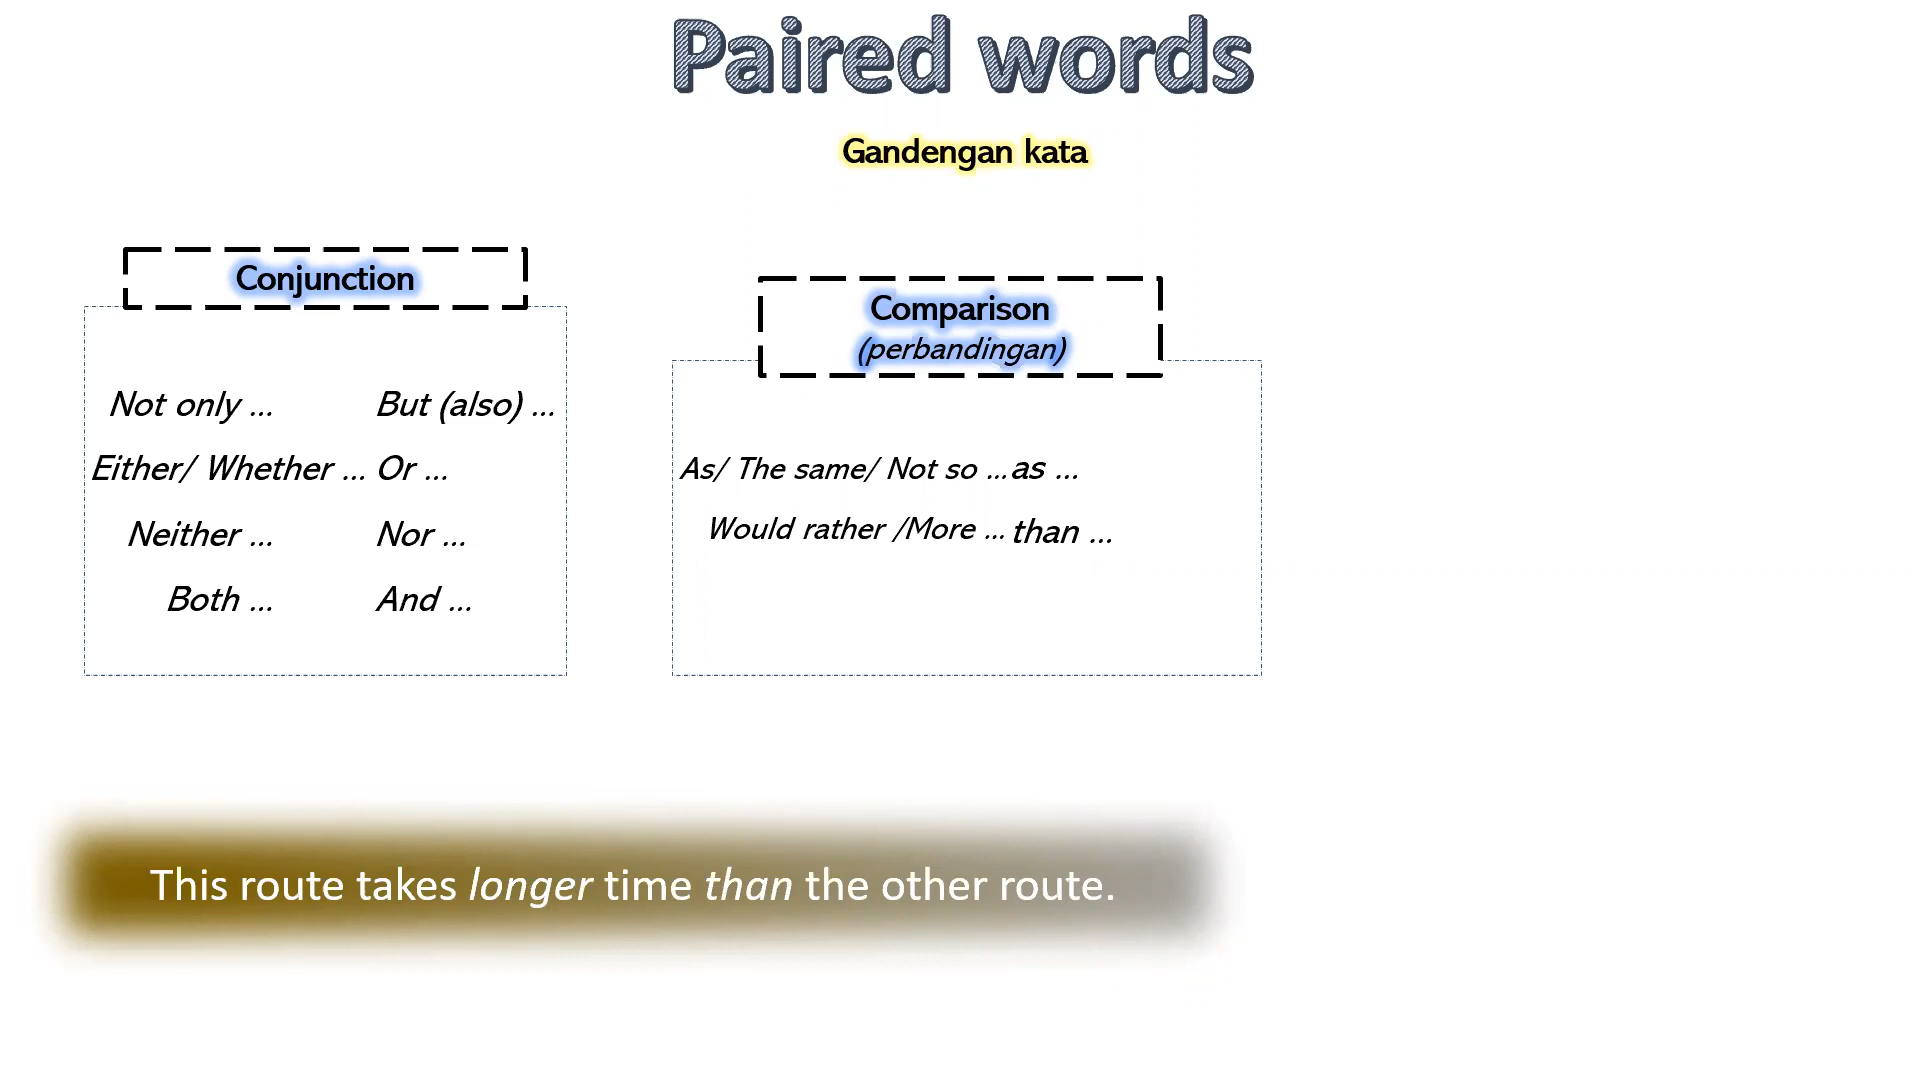 Paired words
Gandengan kata
Conjunction
Not only ... But (also) ...
Either/ Whether ... Or ...
Neither ... Nor ...
Both ... And ...
Comparison
(perbandingan)
As/ The same/ Not so ... as ...
Would rather /More ... than ...
This route takes longer time than the other route.